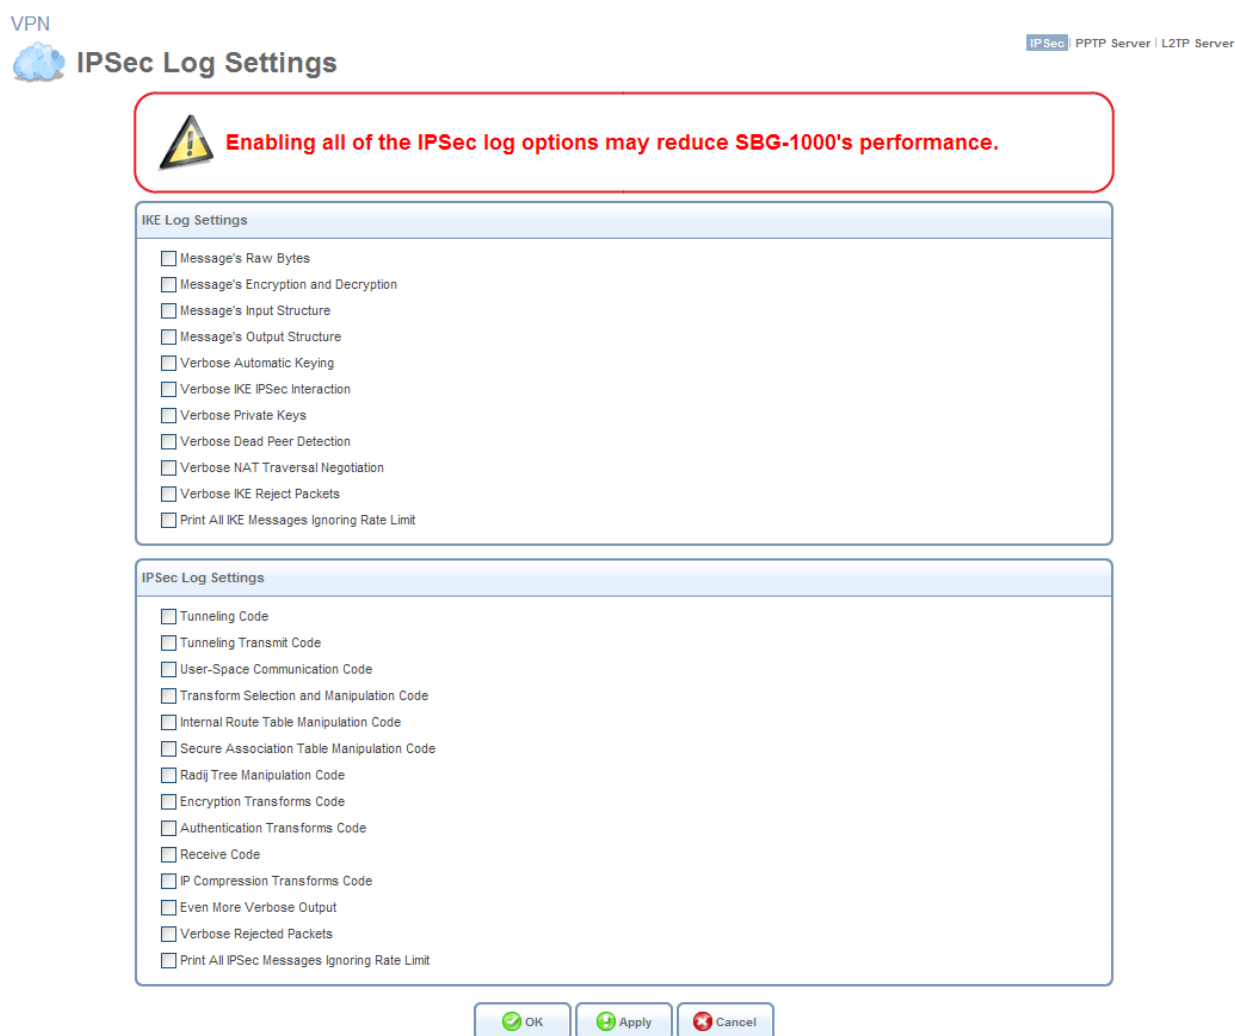 VPN
IPSec Log Settings
IPSec | PPTP Server | L2TP Server
Enabling all of the IPSec log options may reduce SBG-1000's performance.
IKE Log Settings
Message's Raw Bytes
Message's Encryption and Decryption
Message's Input Structure
Message's Output Structure
Verbose Automatic Keying
Verbose IKE IPSec Interaction
Verbose Private Keys
Verbose Dead Peer Detection
Verbose NAT Traversal Negotiation
Verbose IKE Reject Packets
Print All IKE Messages Ignoring Rate Limit
IPSec Log Settings
Tunneling Code
Tunneling Transmit Code
User-Space Communication Code
Transform Selection and Manipulation Code
Internal Route Table Manipulation Code
Secure Association Table Manipulation Code
Radij Tree Manipulation Code
Encryption Transforms Code
Authentication Transforms Code
Receive Code
IP Compression Transforms Code
Even More Verbose Output
Verbose Rejected Packets
Print All IPSec Messages Ignoring Rate Limit
OK Apply Cancel